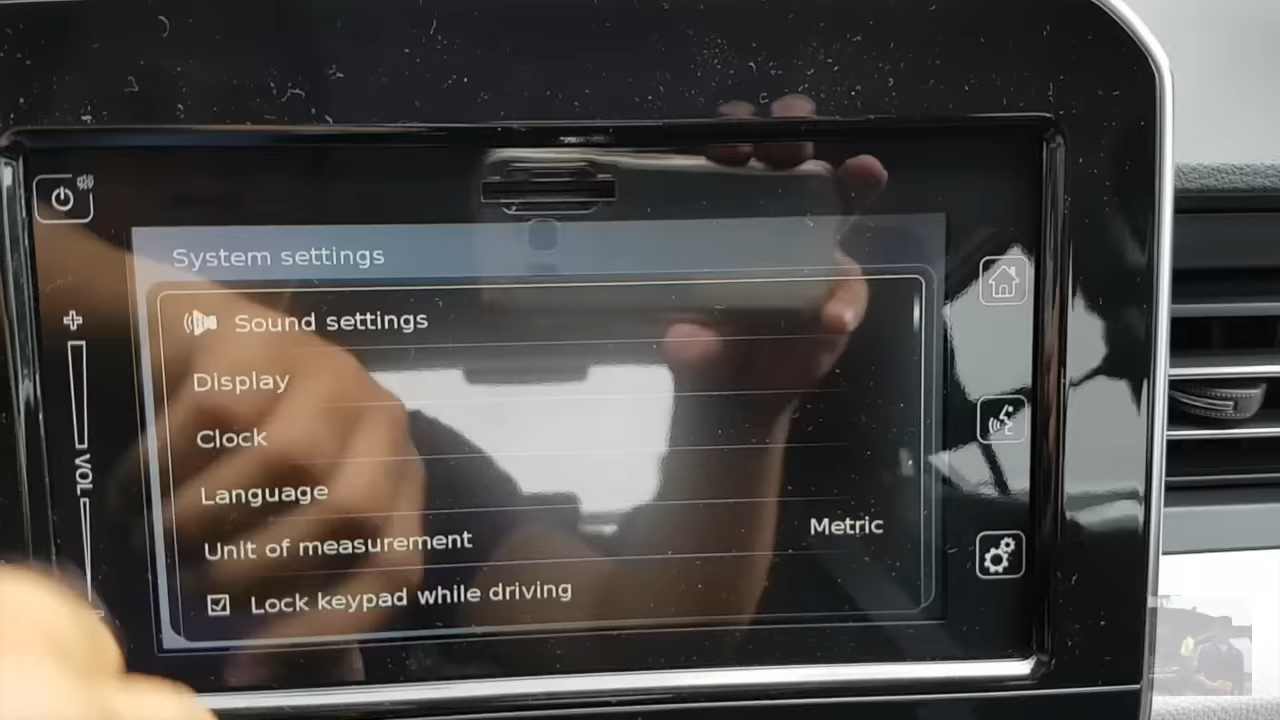 System settings
Sound settings
Display
Clock
Language
Unit of measurement Metric
Lock keypad while driving
VOL